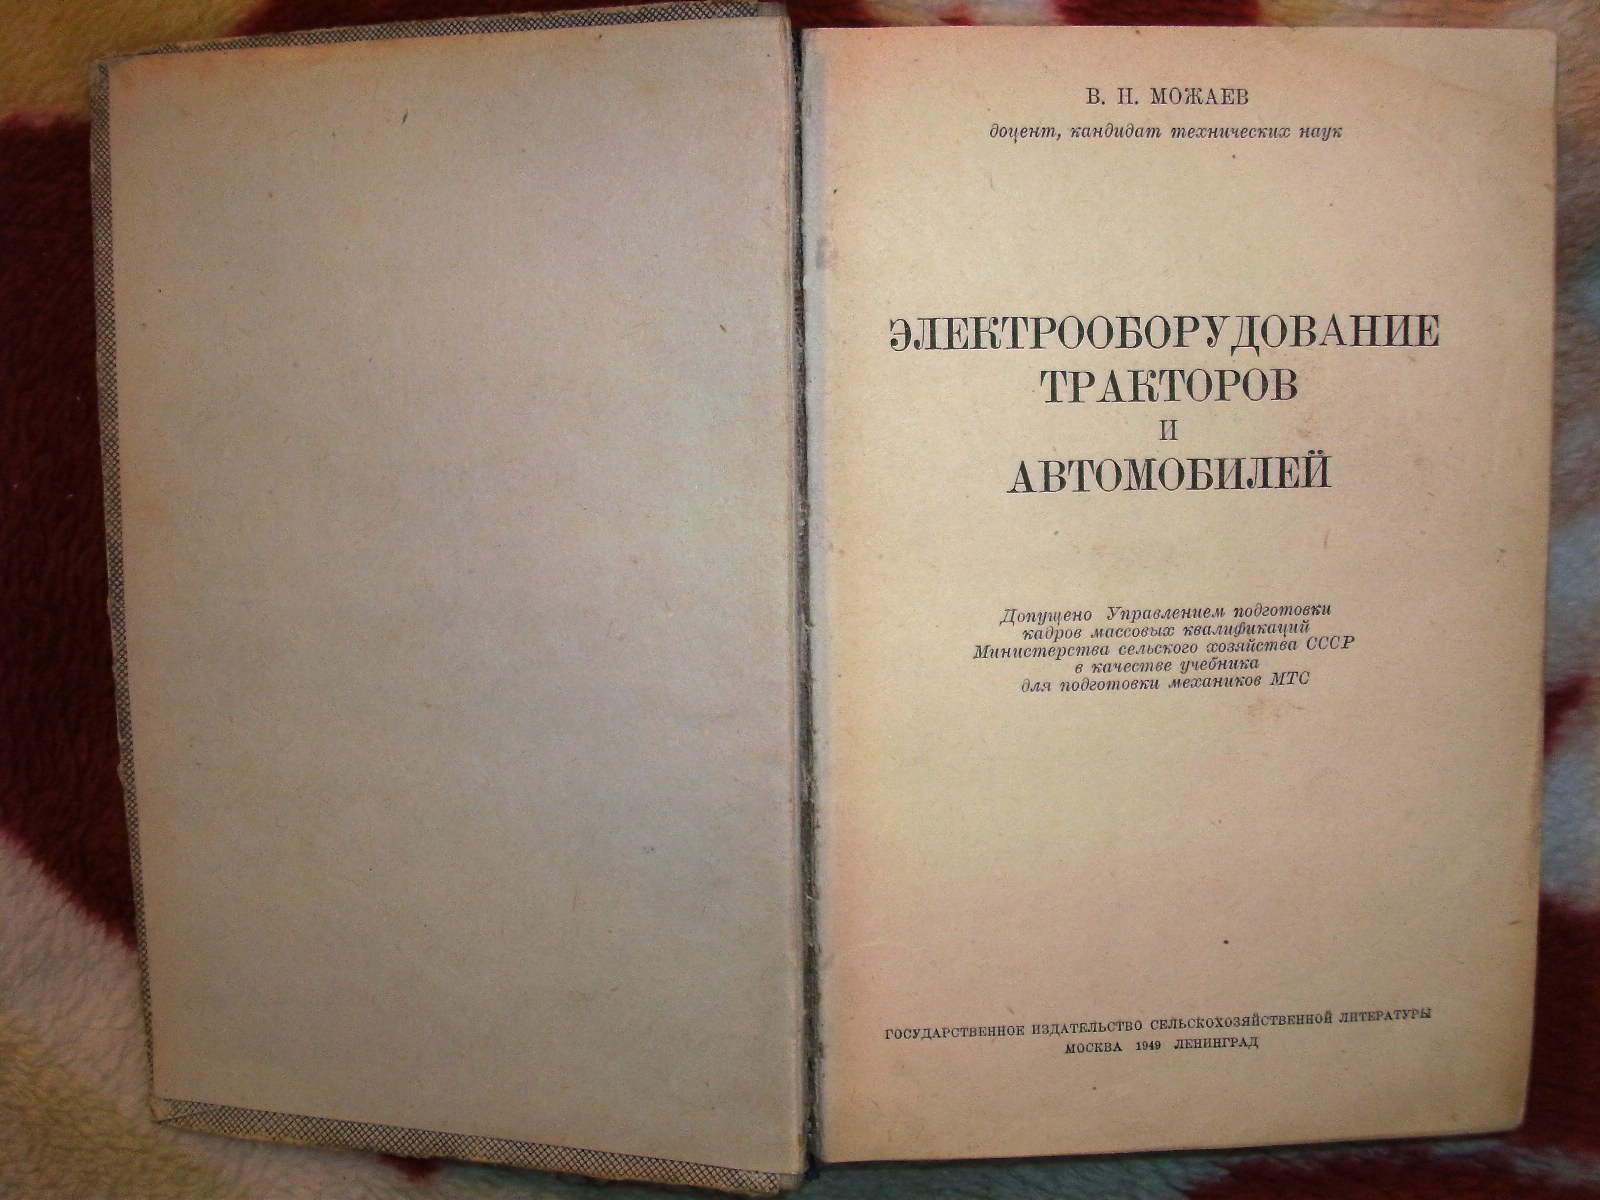 В. Н. МОЖАЕВ
доцент, кандидат технических наук
ЭЛЕКТРООБОРУДОВАНИЕ
ТРАКТОРОВ
И
АВТОМОБИЛЕЙ
Допущено Управлением подготовки
кадров массовых квалификаций
Министерства сельского хозяйства СССР
в качестве учебника
для подготовки механиков МТС
ГОСУДАРСТВЕННОЕ ИЗДАТЕЛЬСТВО СЕЛЬСКОХОЗЯЙСТВЕННОЙ ЛИТЕРАТУРЫ
МОСКВА 1949 ЛЕНИНГРАД